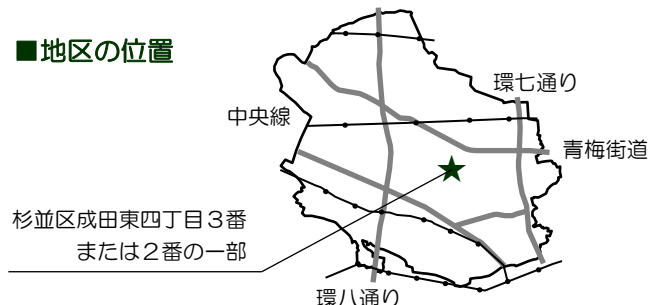 ■地区の位置
環七通り
中央線
青梅街道
杉並区成田東四丁目３番
または２番の一部
環八通り